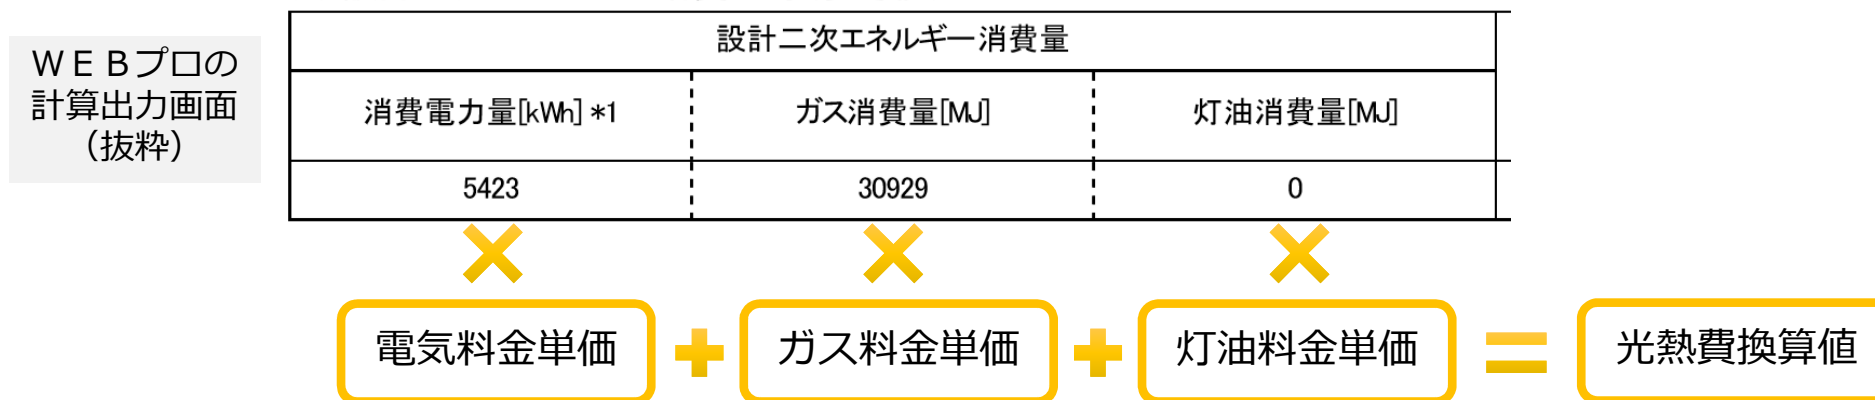 WEBプロの
計算出力画面
(抜粋)
設計二次エネルギー消費量
消費電力量[kWh]*1 ガス消費量[MJ] 灯油消費量[MJ]
5423 30929 0
× × ×
電気料金単価 + ガス料金単価 + 灯油料金単価 = 光熱費換算値